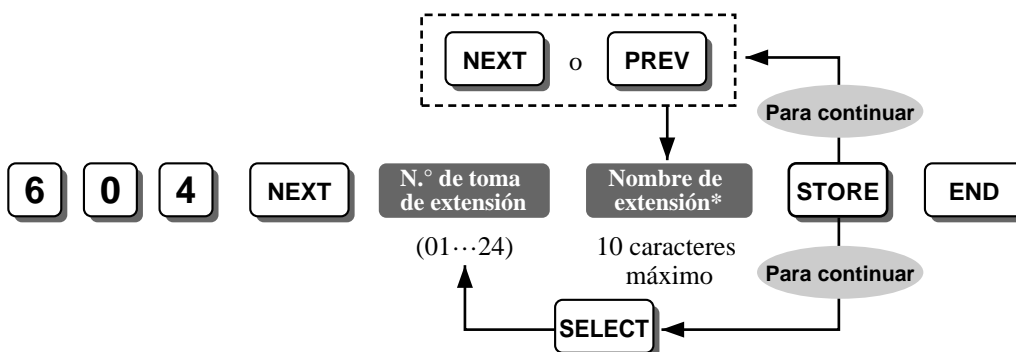 NEXT o PREV
Para continuar
6 0 4 NEXT N.° de toma de extensión Nombre de extensión* STORE END
(01···24) 10 caracteres máximo
Para continuar
SELECT